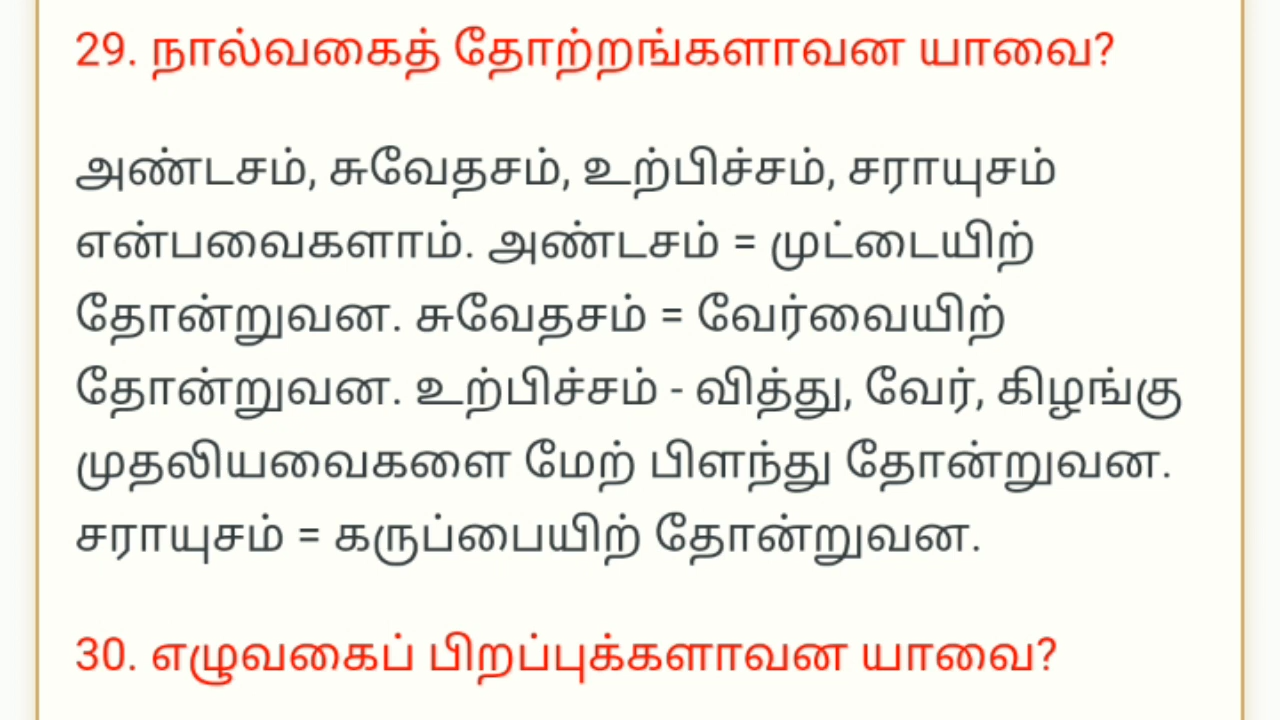 29. நால்வகைத் தோற்றங்களாவன யாவை?
அண்டசம், சுவேதசம், உற்பிச்சம், சராயுசம்
என்பவைகளாம். அண்டசம் = முட்டையிற்
தோன்றுவன. சுவேதசம் = வேர்வையிற்
தோன்றுவன. உற்பிச்சம் - வித்து, வேர், கிழங்கு
முதலியவைகளை மேற் பிளந்து தோன்றுவன.
சராயுசம் = கருப்பையிற் தோன்றுவன.
30. எழுவகைப் பிறப்புக்களாவன யாவை?